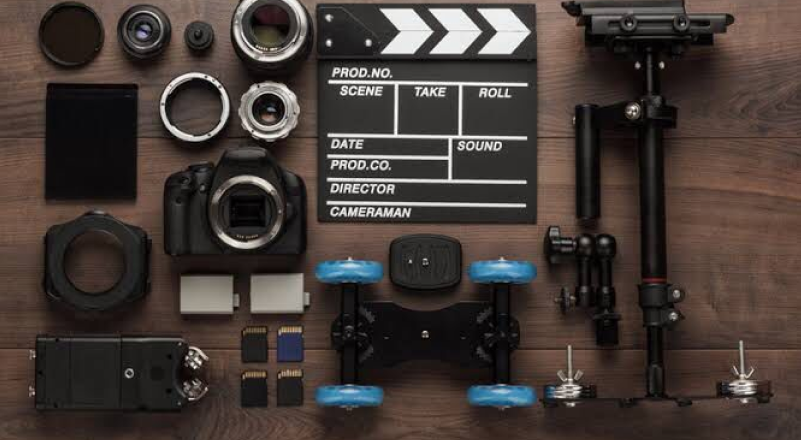 PROD.NO.
SCENE TAKE ROLL
DATE SOUND
PROD.CO.
DIRECTOR
CAMERAMAN